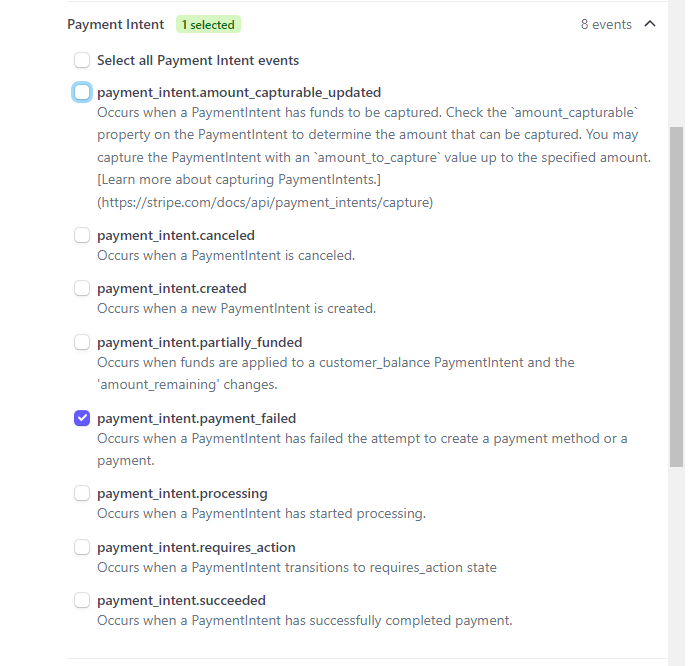 Payment Intent 1 selected 8 events
Select all Payment Intent events
payment_intent.amount_capturable_updated
Occurs when a PaymentIntent has funds to be captured. Check the `amount_capturable`
property on the PaymentIntent to determine the amount that can be captured. You may
capture the PaymentIntent with an `amount_to_capture` value up to the specified amount.
[Learn more about capturing PaymentIntents.]
(https://stripe.com/docs/api/payment_intents/capture)
payment_intent.canceled
Occurs when a PaymentIntent is canceled.
payment_intent.created
Occurs when a new PaymentIntent is created.
payment_intent.partially_funded
Occurs when funds are applied to a customer_balance PaymentIntent and the
'amount_remaining' changes.
payment_intent.payment_failed
Occurs when a PaymentIntent has failed the attempt to create a payment method or a
payment.
payment_intent.processing
Occurs when a PaymentIntent has started processing.
payment_intent.requires_action
Occurs when a PaymentIntent transitions to requires_action state
payment_intent.succeeded
Occurs when a PaymentIntent has successfully completed payment.